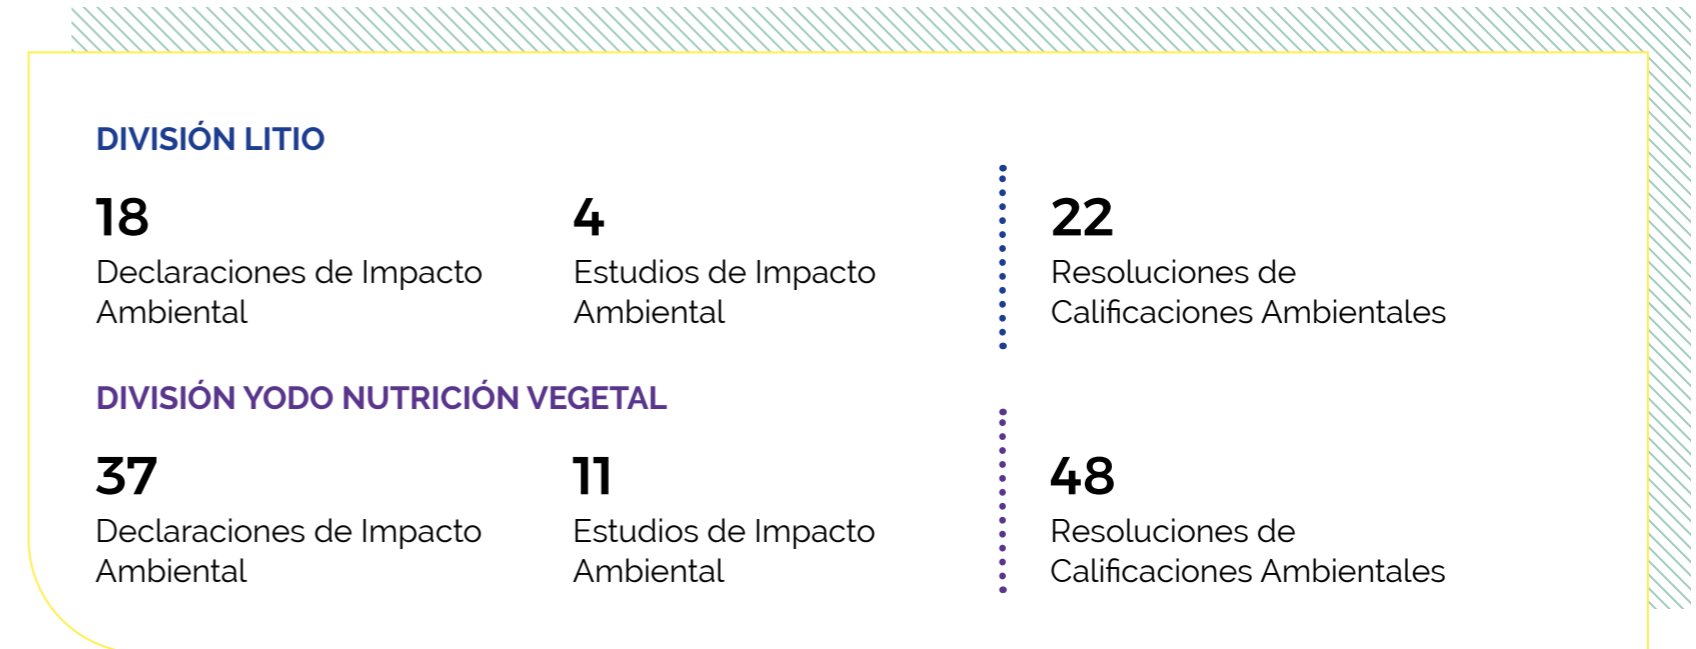 DIVISIÓN LITIO
18
Declaraciones de Impacto
Ambiental
4
Estudios de Impacto
Ambiental
22
Resoluciones de
Calificaciones Ambientales
DIVISIÓN YODO NUTRICIÓN VEGETAL
37
Declaraciones de Impacto
Ambiental
11
Estudios de Impacto
Ambiental
48
Resoluciones de
Calificaciones Ambientales